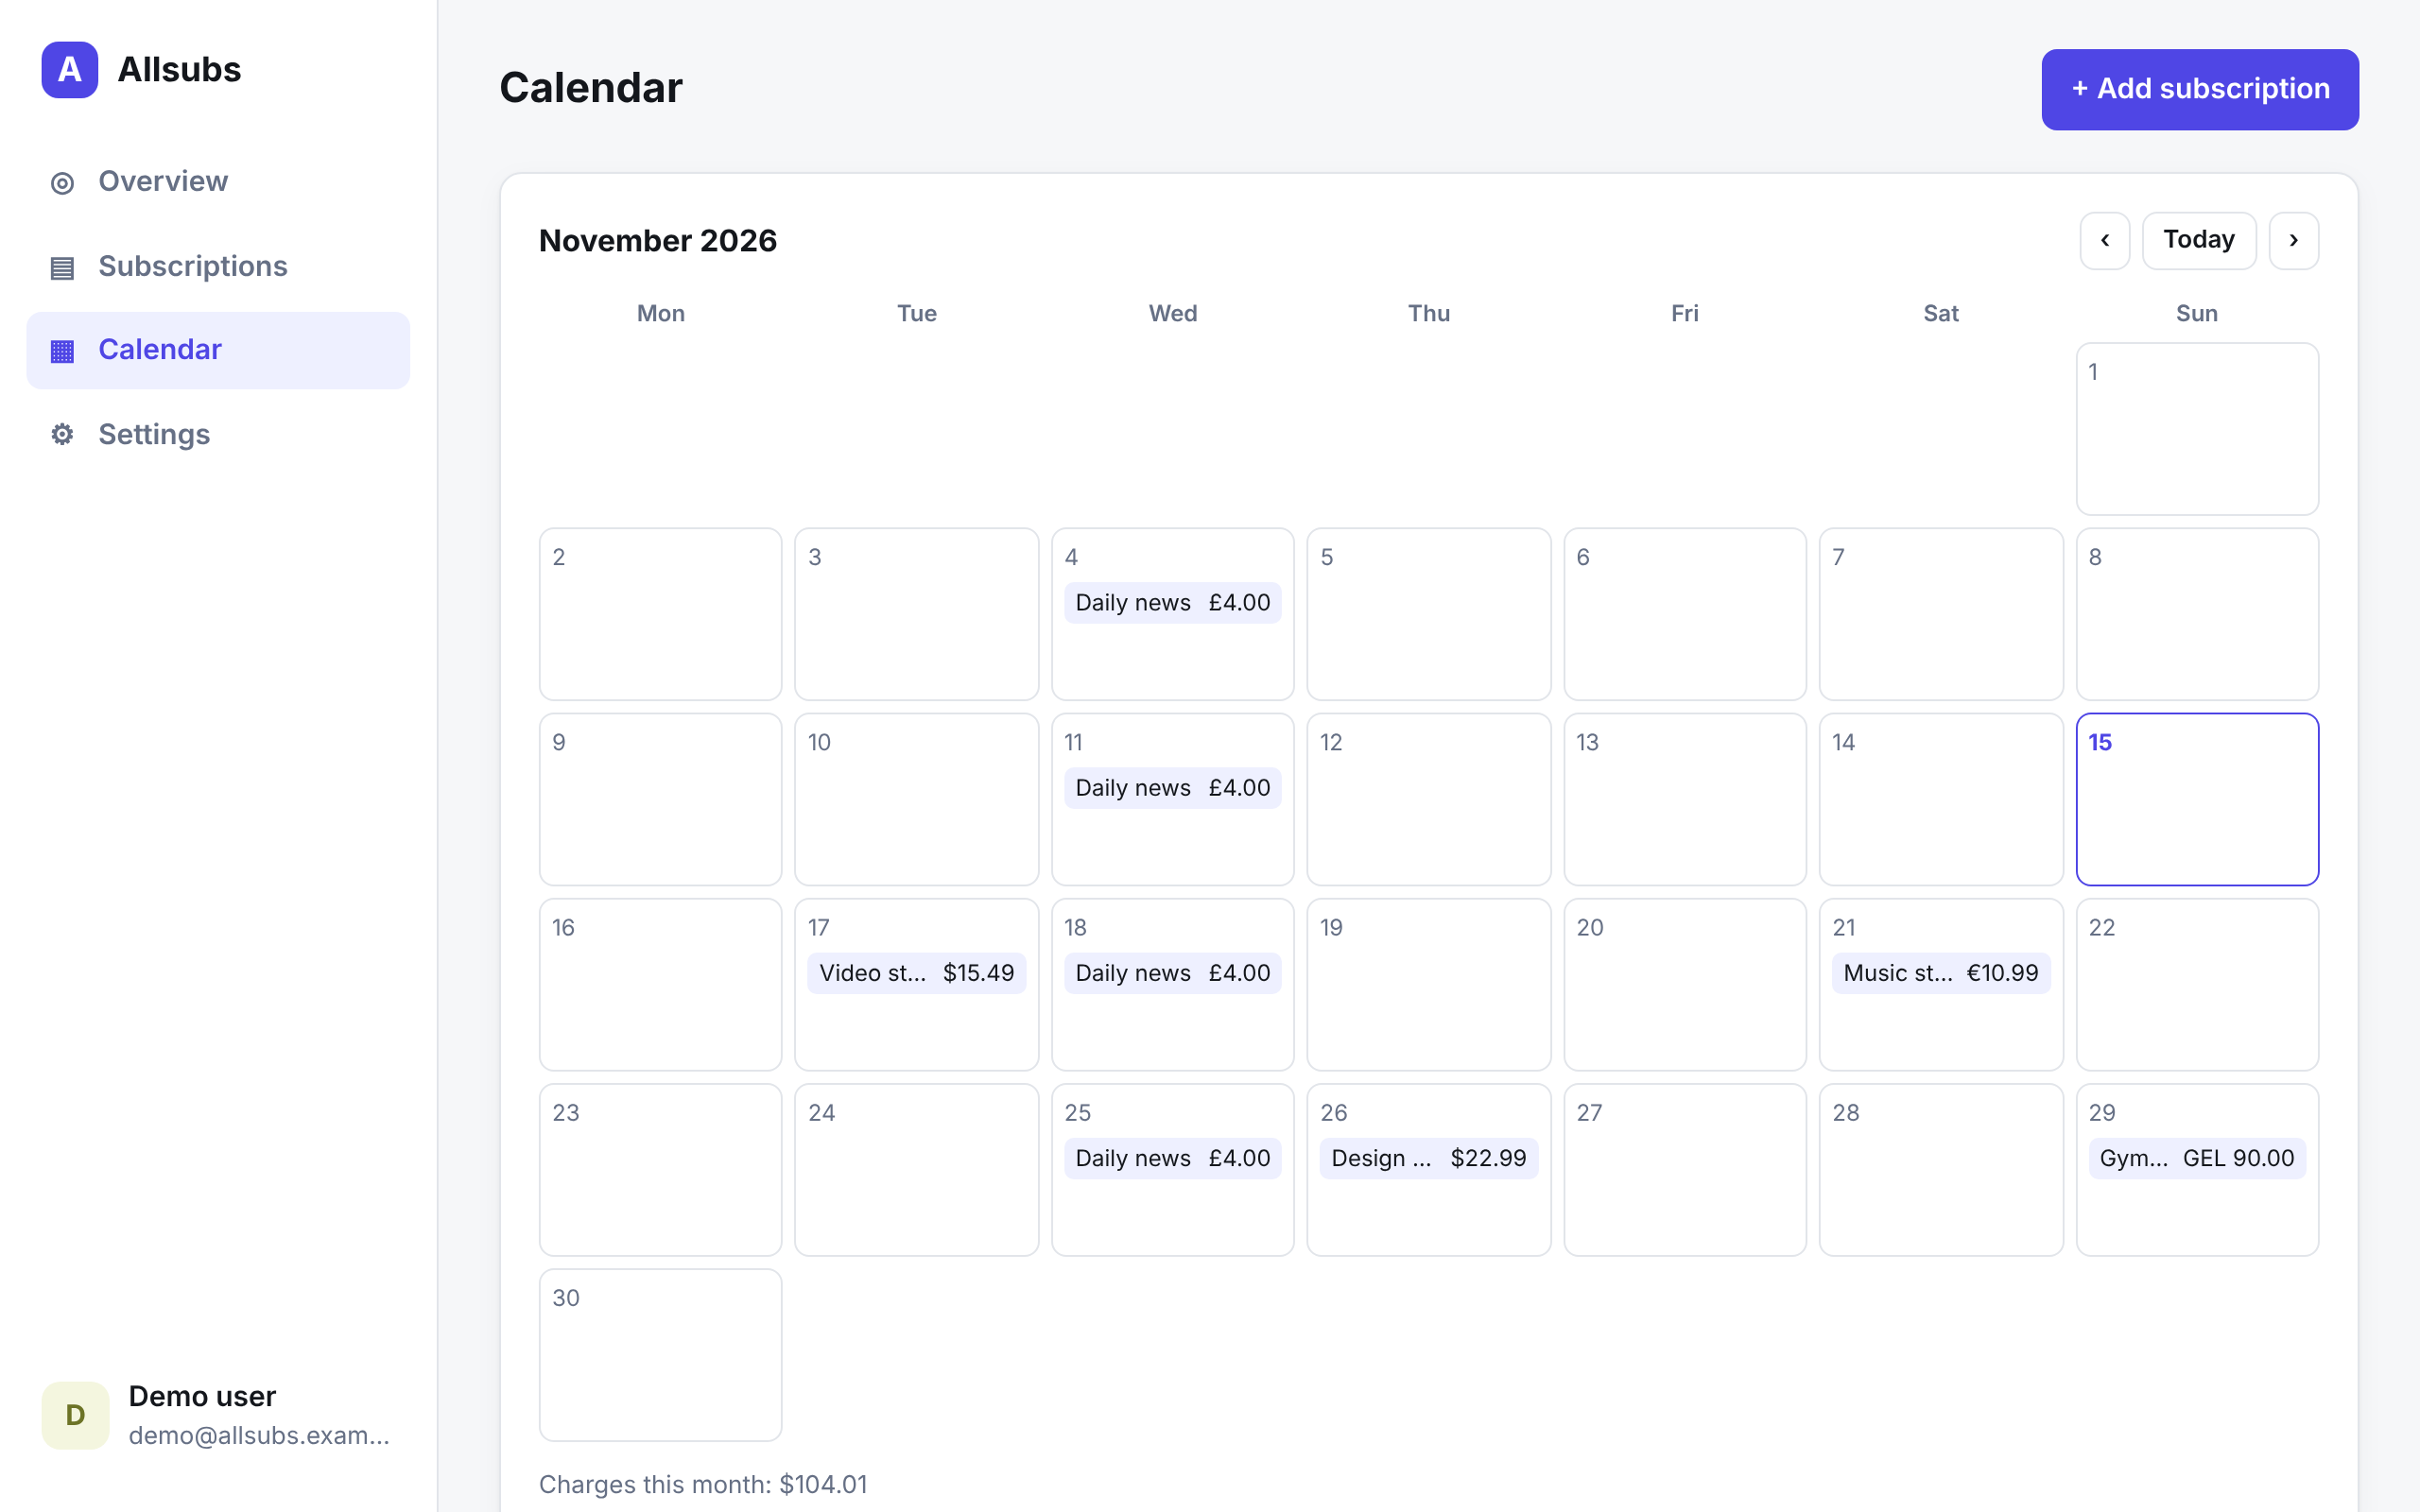 A Allsubs
Overview
Subscriptions
Calendar
Settings
Demo user
D
demo@allsubs.exam...
Calendar
+ Add subscription
November 2026
‹ Today ›
Mon Tue Wed Thu Fri Sat Sun
1
2 3 4 5 6 7 8
Daily news £4.00
9 10 11 12 13 14 15
Daily news £4.00
16 17 18 19 20 21 22
Video st... $15.49 Daily news £4.00 Music st... €10.99
23 24 25 26 27 28 29
Daily news £4.00 Design ... $22.99 Gym... GEL 90.00
30
Charges this month: $104.01